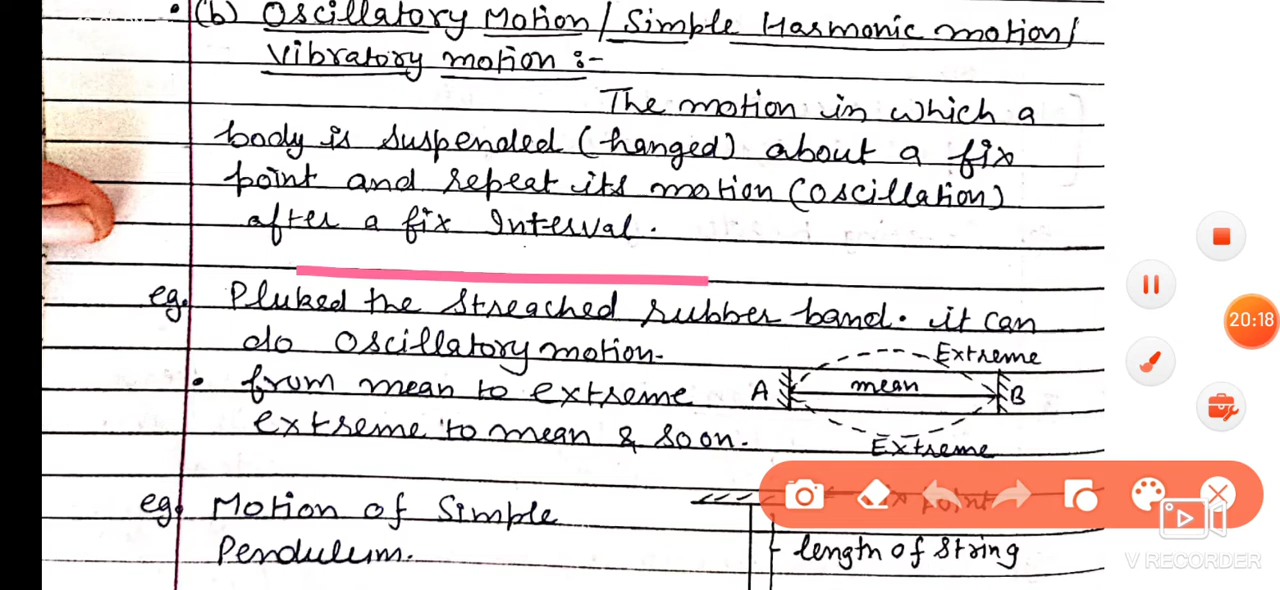 (b) Oscillatory Motion / Simple Harmonic motion /
Vibratory motion :-
The motion in which a
body is suspended (hanged) about a fix
point and repeat its motion (oscillation)
after a fix Interval.
eg. Pluked the streached rubber band. it can
do oscillatory motion.
Extreme
• from mean to extreme
A mean B
extreme to mean & soon.
Extreme
eg. Motion of Simple
point
Pendulum.
length of string
20:18
V RECORDER